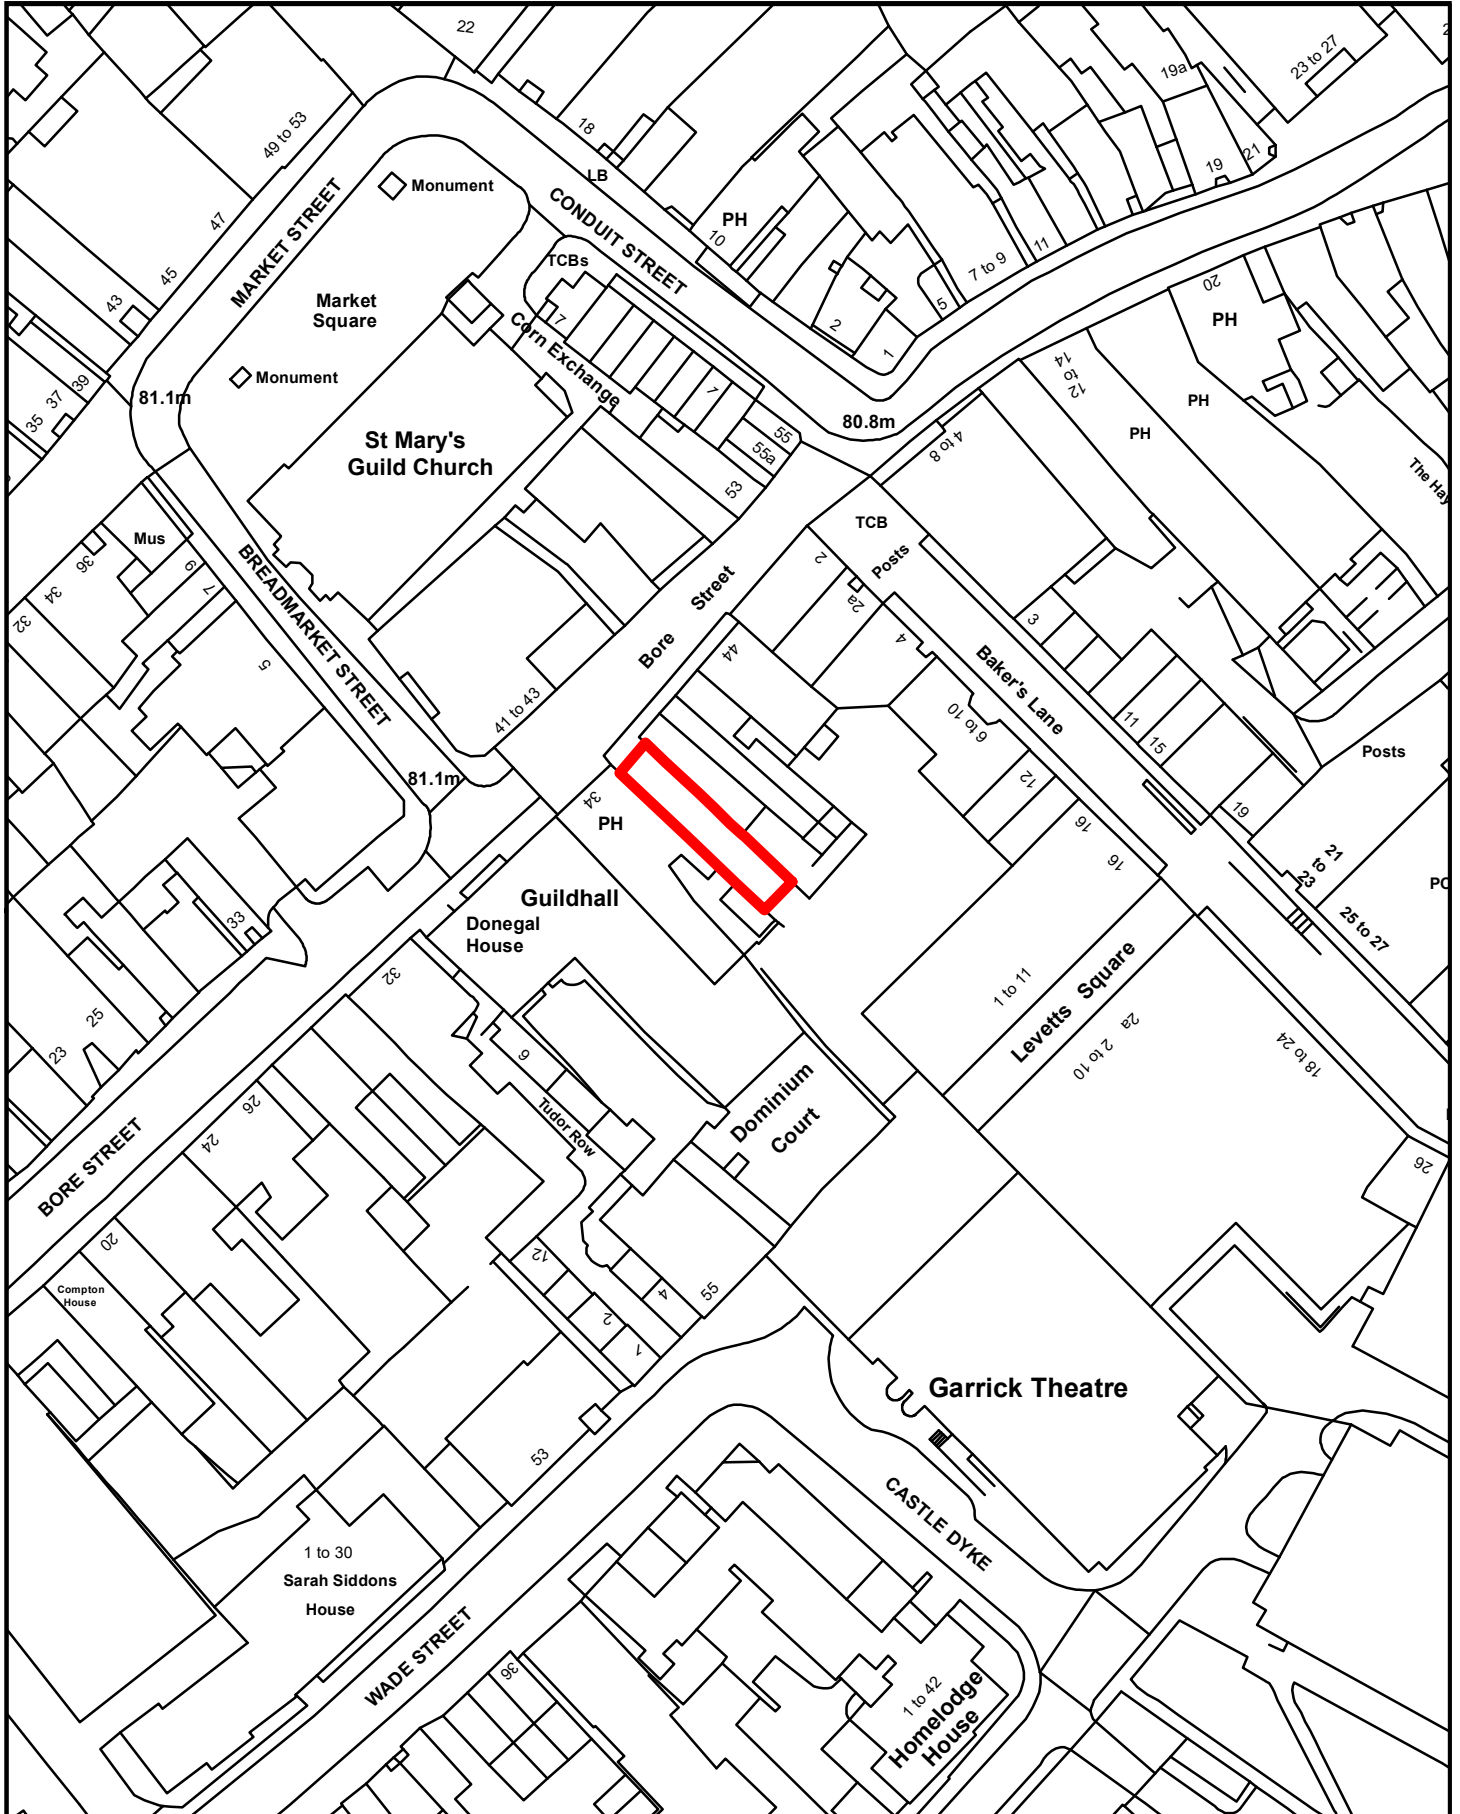 22
23 to 27
19a
49 to 53
18
LB
19
21
Monument
MARKET STREET
CONDUIT STREET
PH
10
47
11
7 to 9
5
TCBs
45
43
Market
Square
7
Corn Exchange
2
1
20
PH
Monument
39
37
35
81.1m
1
12 to
14
PH
PH
80.8m
4 to 8
St Mary's
Guild Church
55
55a
53
The Hay
Mus
36
34
32
9
7
5
BREADMARKET STREET
TCB
Posts
2
2a
4
Bore Street
44
3
Baker's Lane
6 to 10
11
15
41 to 43
81.1m
Posts
12
16
16
19
34
PH
21
to
23
25 to 27
PO
Guildhall
Donegal
House
33
32
25
23
1 to 11
Levetts Square
2a
2 to 10
18 to 24
9
Tudor Row
Dominium
Court
26
24
BORE STREET
20
26
12
Compton
House
2
1
4
55
Garrick Theatre
53
CASTLE DYKE
1 to 30
Sarah Siddons
House
WADE STREET
36
1 to 42
Homelodge
House